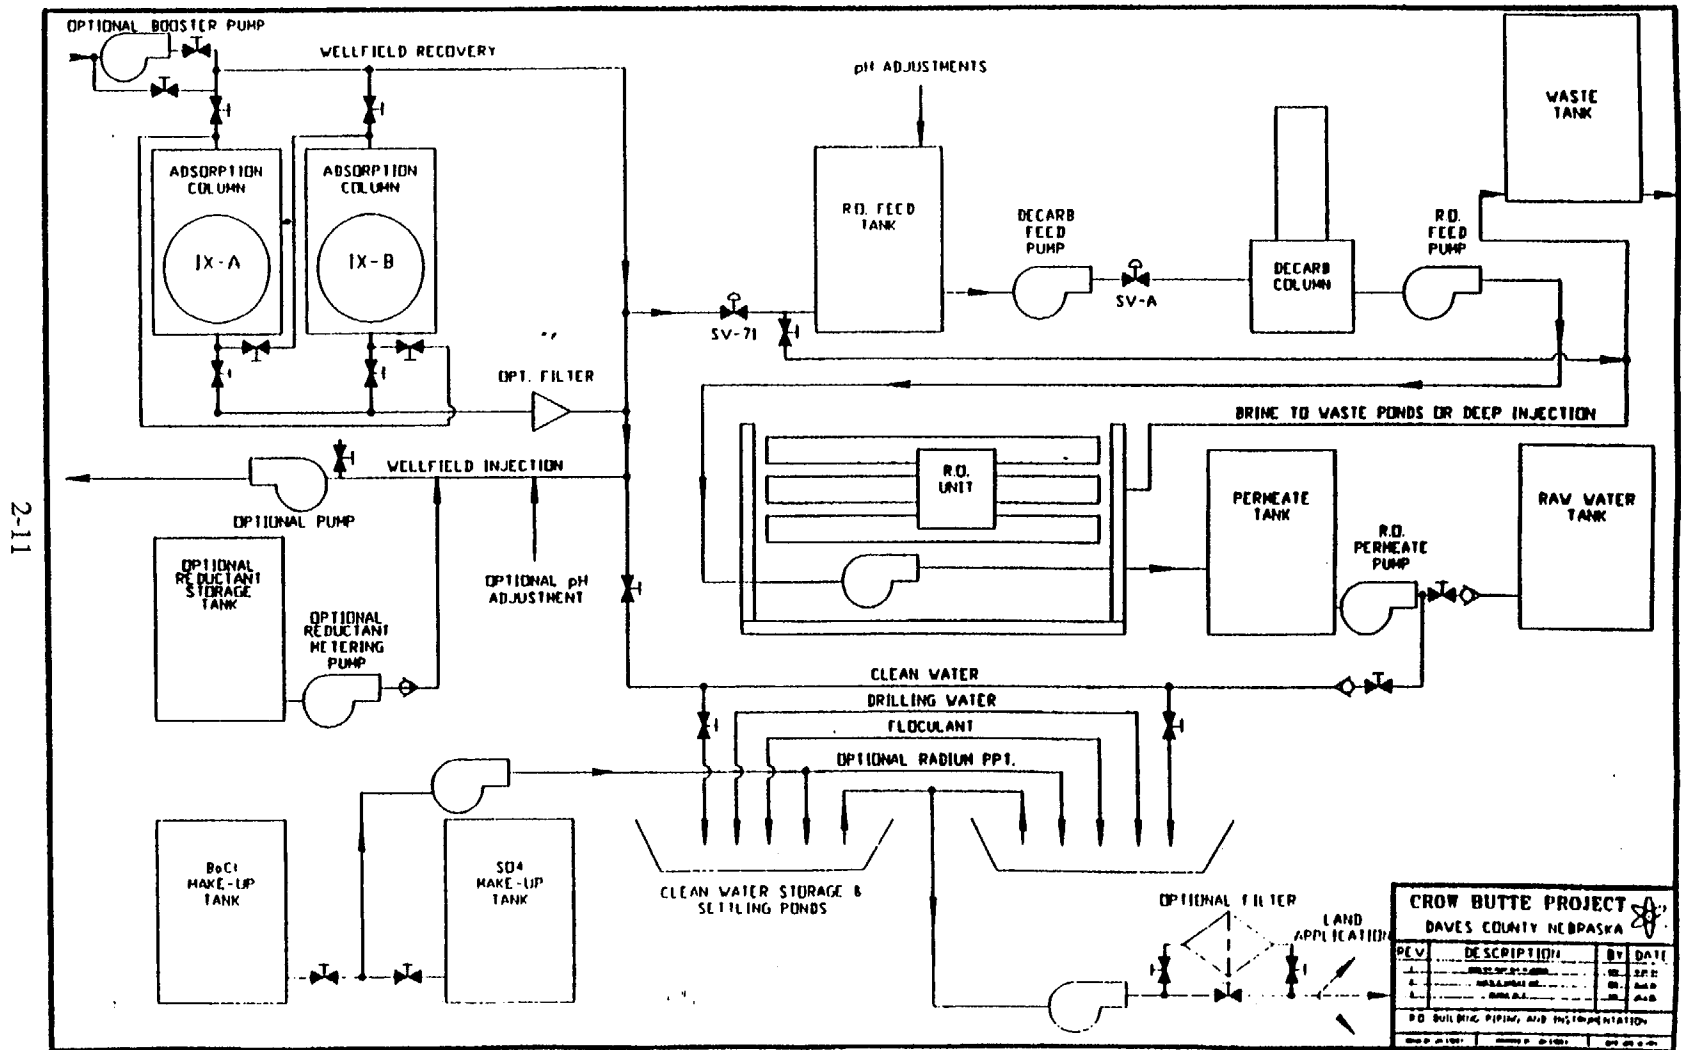 OPTIONAL BOOSTER PUMP
WELLFIELD RECOVERY
pH ADJUSTMENTS
WASTE
TANK
ADSORPTION
COLUMN
IX-A
ADSORPTION
COLUMN
IX-B
R.O. FEED
TANK
DECARB
FEED
PUMP
SV-A
DECARB
COLUMN
R.O.
FEED
PUMP
SV-71
OPT. FILTER
BRINE TO WASTE PONDS OR DEEP INJECTION
WELLFIELD INJECTION
OPTIONAL PUMP
R.O.
UNIT
PERMEATE
TANK
RAW WATER
TANK
R.O.
PERMEATE
PUMP
2-11
OPTIONAL
REDUCTANT
STORAGE
TANK
OPTIONAL pH
ADJUSTMENT
OPTIONAL
REDUCTANT
METERING
PUMP
CLEAN WATER
DRILLING WATER
FLOCULANT
OPTIONAL RADIUM PPT.
BaCl
MAKE-UP
TANK
SO4
MAKE-UP
TANK
CLEAN WATER STORAGE &
SETTLING PONDS
OPTIONAL FILTER
LAND
APPLICATION
CROW BUTTE PROJECT
DAWES COUNTY NEBRASKA
REV DESCRIPTION BY DATE
R.O. BUILDING PIPING AND INSTRUMENTATION